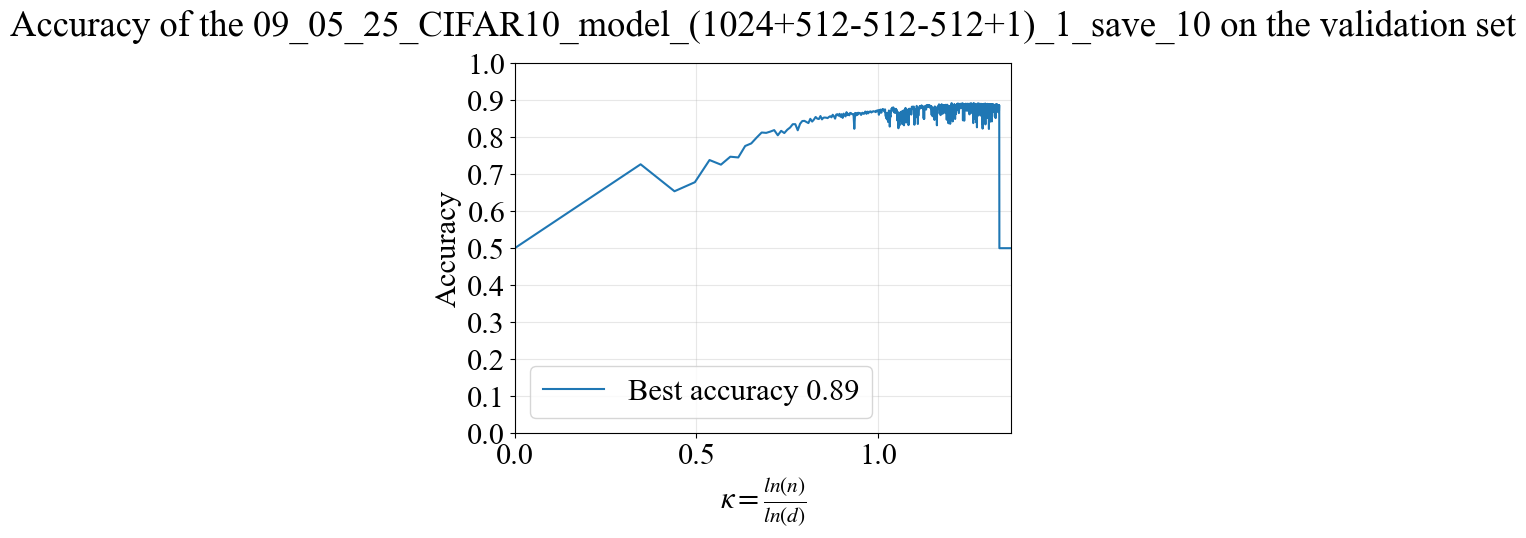 Accuracy of the 09_05_25_CIFAR10_model_(1024+512-512-512+1)_1_save_10 on the validation set
1.0
0.9
0.8
0.7
0.6
0.5
0.4
0.3
0.2
0.1
0.0
Accuracy
Best accuracy 0.89
0.0 0.5 1.0
κ = ln(n) / ln(d)